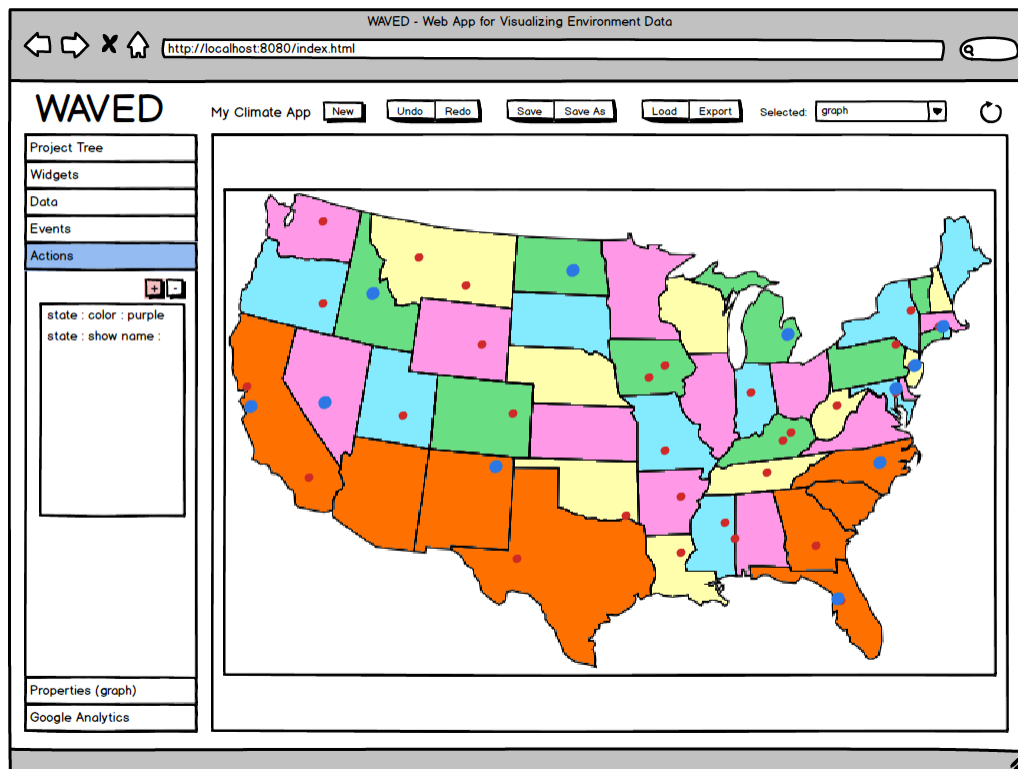 WAVED - Web App for Visualizing Environment Data
http://localhost:8080/index.html
WAVED
My Climate App New Undo Redo Save Save As Load Export Selected: graph
Project Tree
Widgets
Data
Events
Actions
+ -
state : color : purple
state : show name :
Properties (graph)
Google Analytics